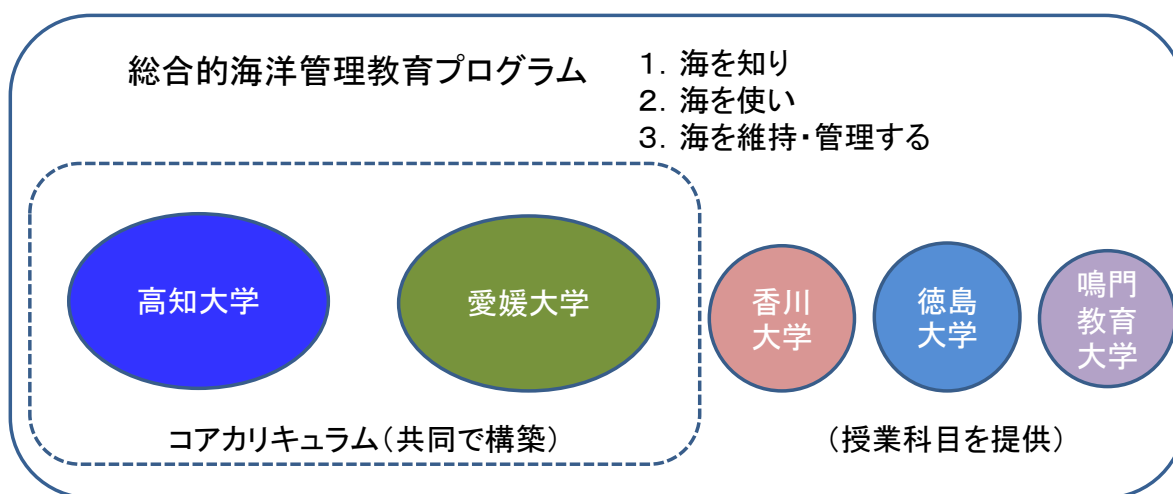 総合的海洋管理教育プログラム
1. 海を知り
2. 海を使い
3. 海を維持・管理する
高知大学
愛媛大学
香川
大学
徳島
大学
鳴門
教育
大学
コアカリキュラム(共同で構築)
(授業科目を提供)